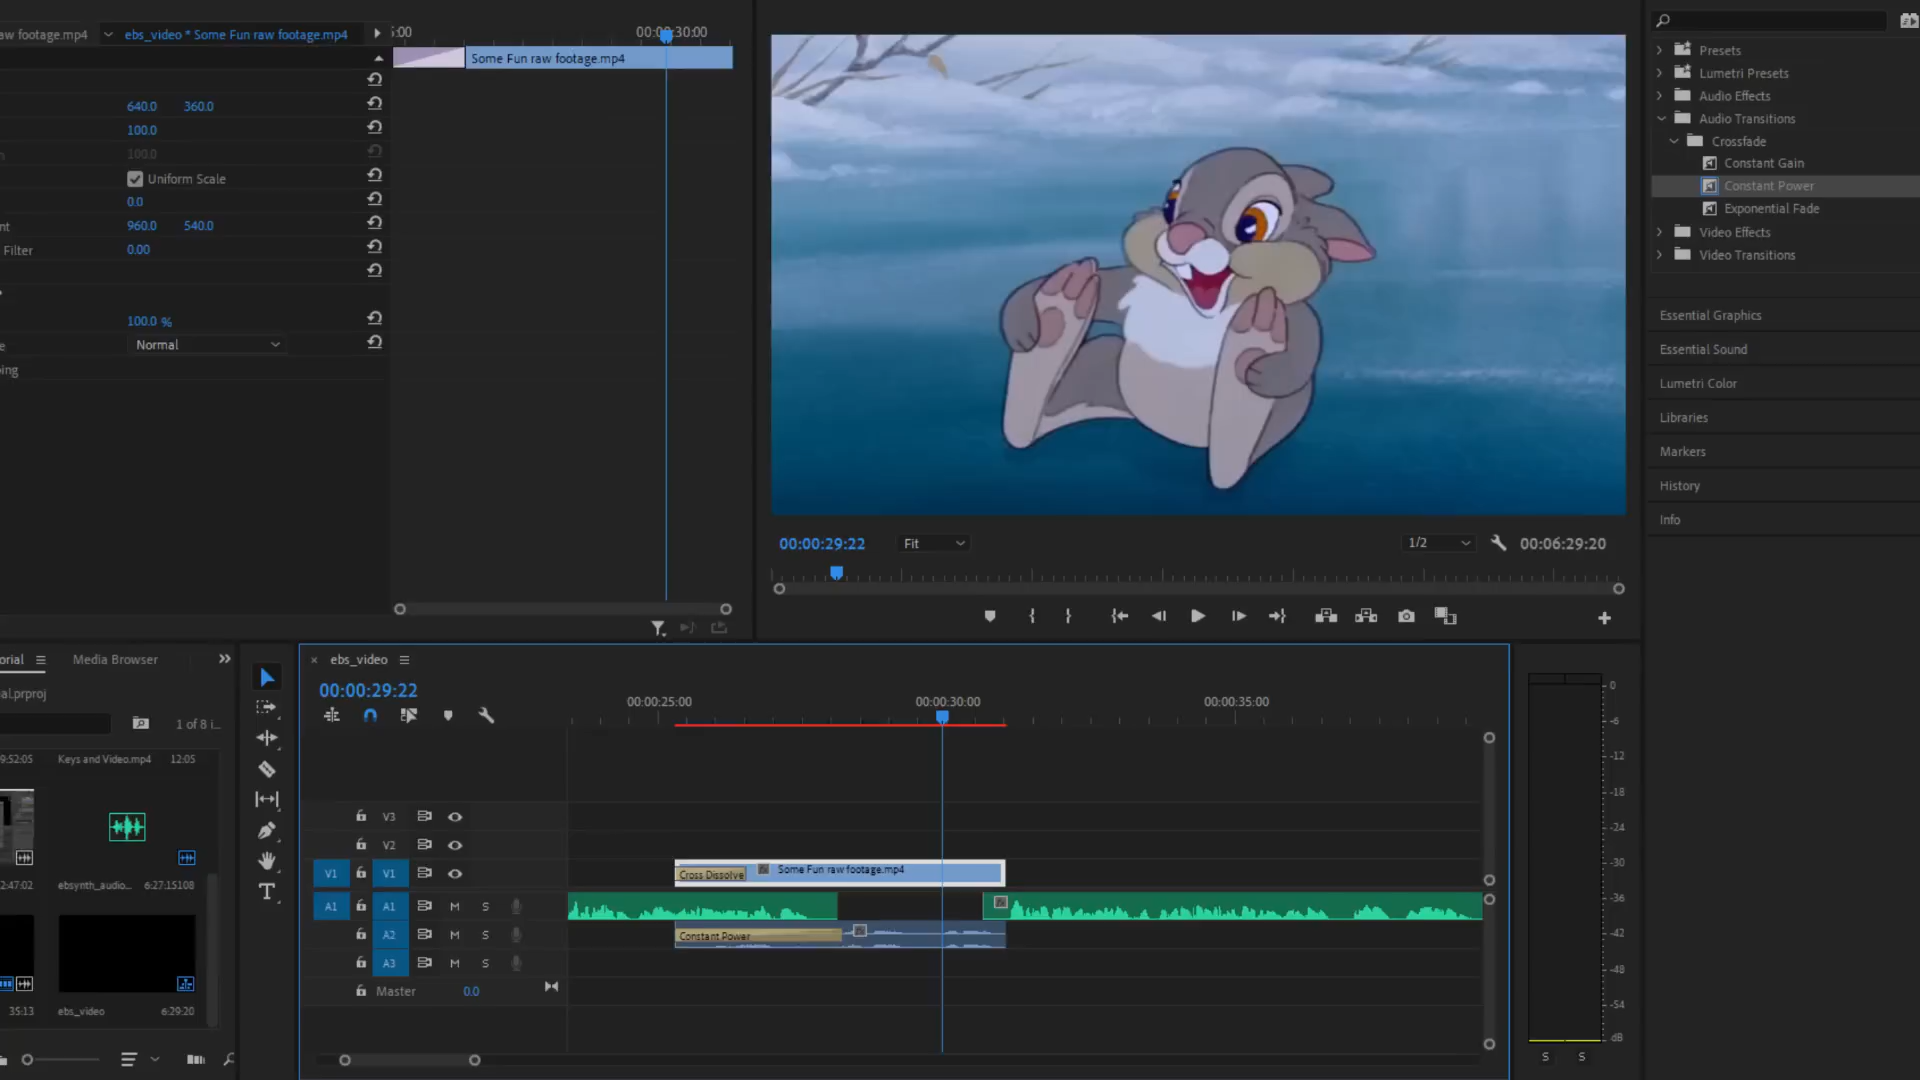 aw footage.mp4
ebs_video * Some Fun raw footage.mp4
5:00
00:00:30:00
Some Fun raw footage.mp4
640.0 360.0
100.0
100.0
Uniform Scale
0.0
nt 960.0 540.0
Filter 0.00
100.0 %
e Normal
ing
00:00:29:22
Fit
1/2
00:06:29:20
Presets
Lumetri Presets
Audio Effects
Audio Transitions
Crossfade
Constant Gain
Constant Power
Exponential Fade
Video Effects
Video Transitions
Essential Graphics
Essential Sound
Lumetri Color
Libraries
Markers
History
Info
orial
Media Browser
al.prproj
1 of 8 i...
9:52:05
Keys and Video.mp4
12:05
2:47:02
ebsynth_audio...
6:27:15108
35:13
ebs_video
6:29:20
ebs_video
00:00:29:22
00:00:25:00
00:00:30:00
00:00:35:00
V3
V2
V1 V1
Cross Dissolve
Some Fun raw footage.mp4
A1 A1 M S
A2 M S
Constant Power
A3 M S
Master 0.0
0
-6
-12
-18
-24
-30
-36
-42
-48
-54
dB
S S